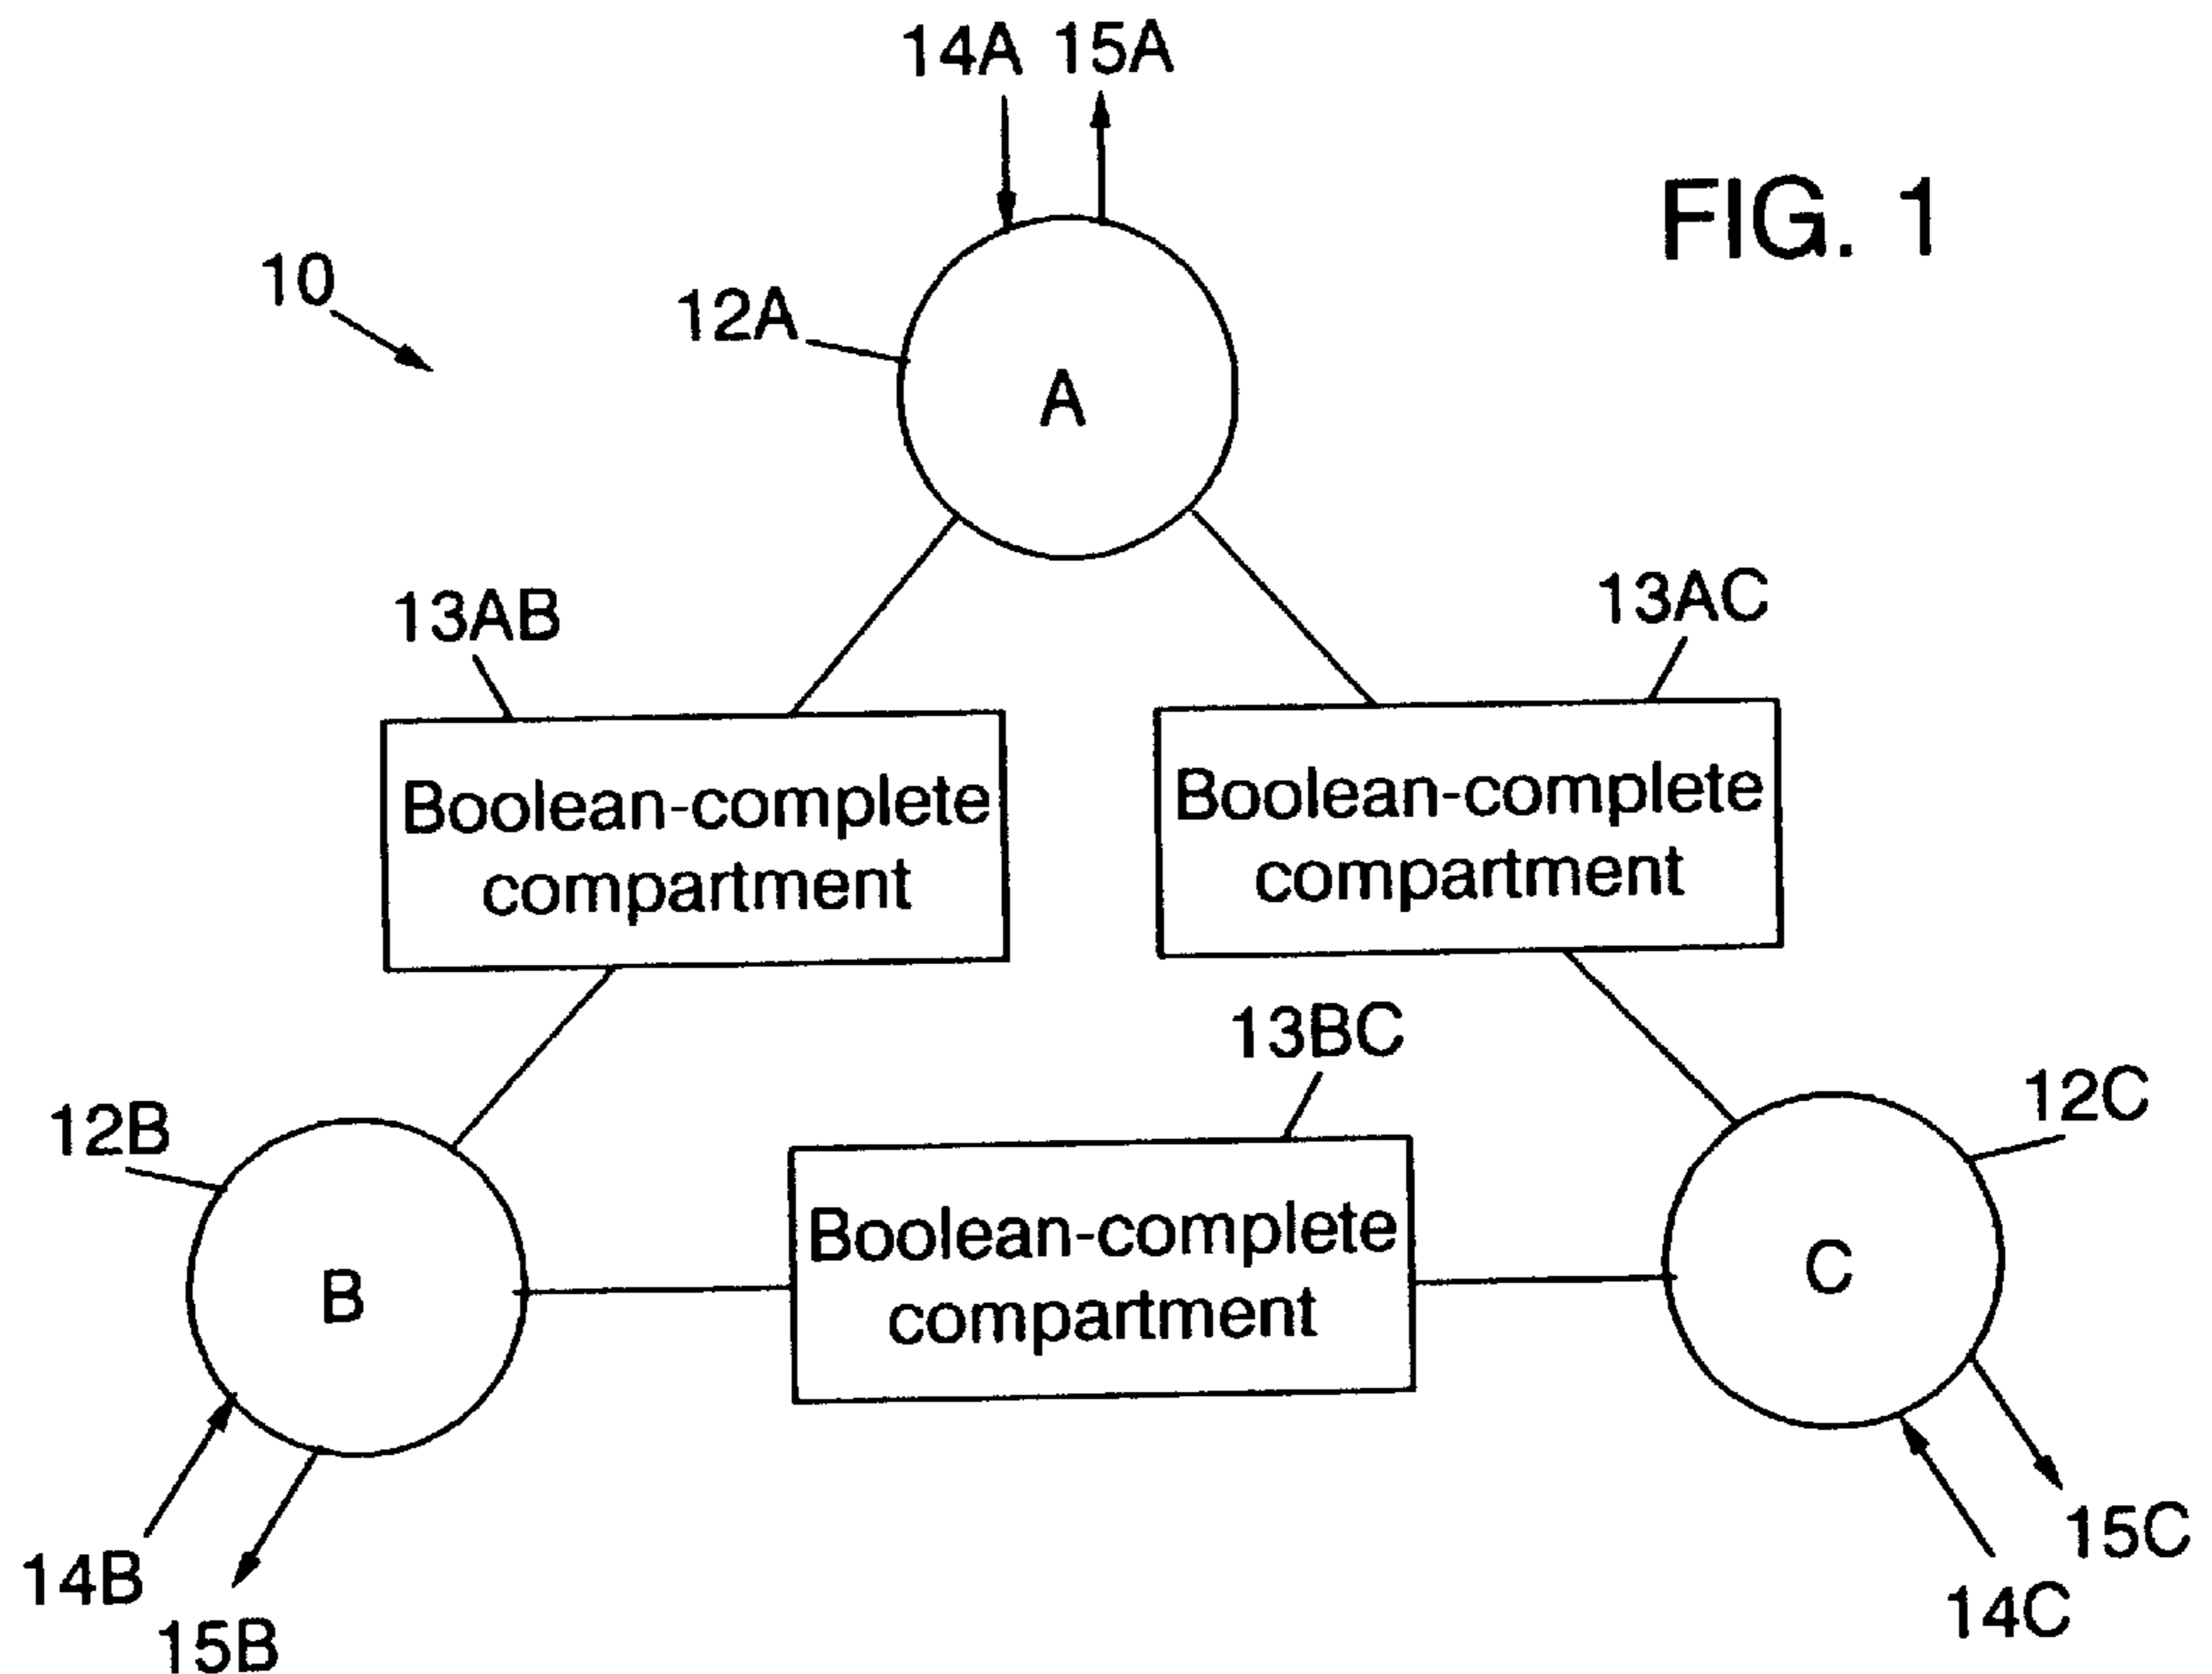 14A 15A
FIG. 1
10
12A
A
13AB
13AC
Boolean-complete
compartment
Boolean-complete
compartment
13BC
12B
12C
B
Boolean-complete
compartment
C
14B
15B
15C
14C